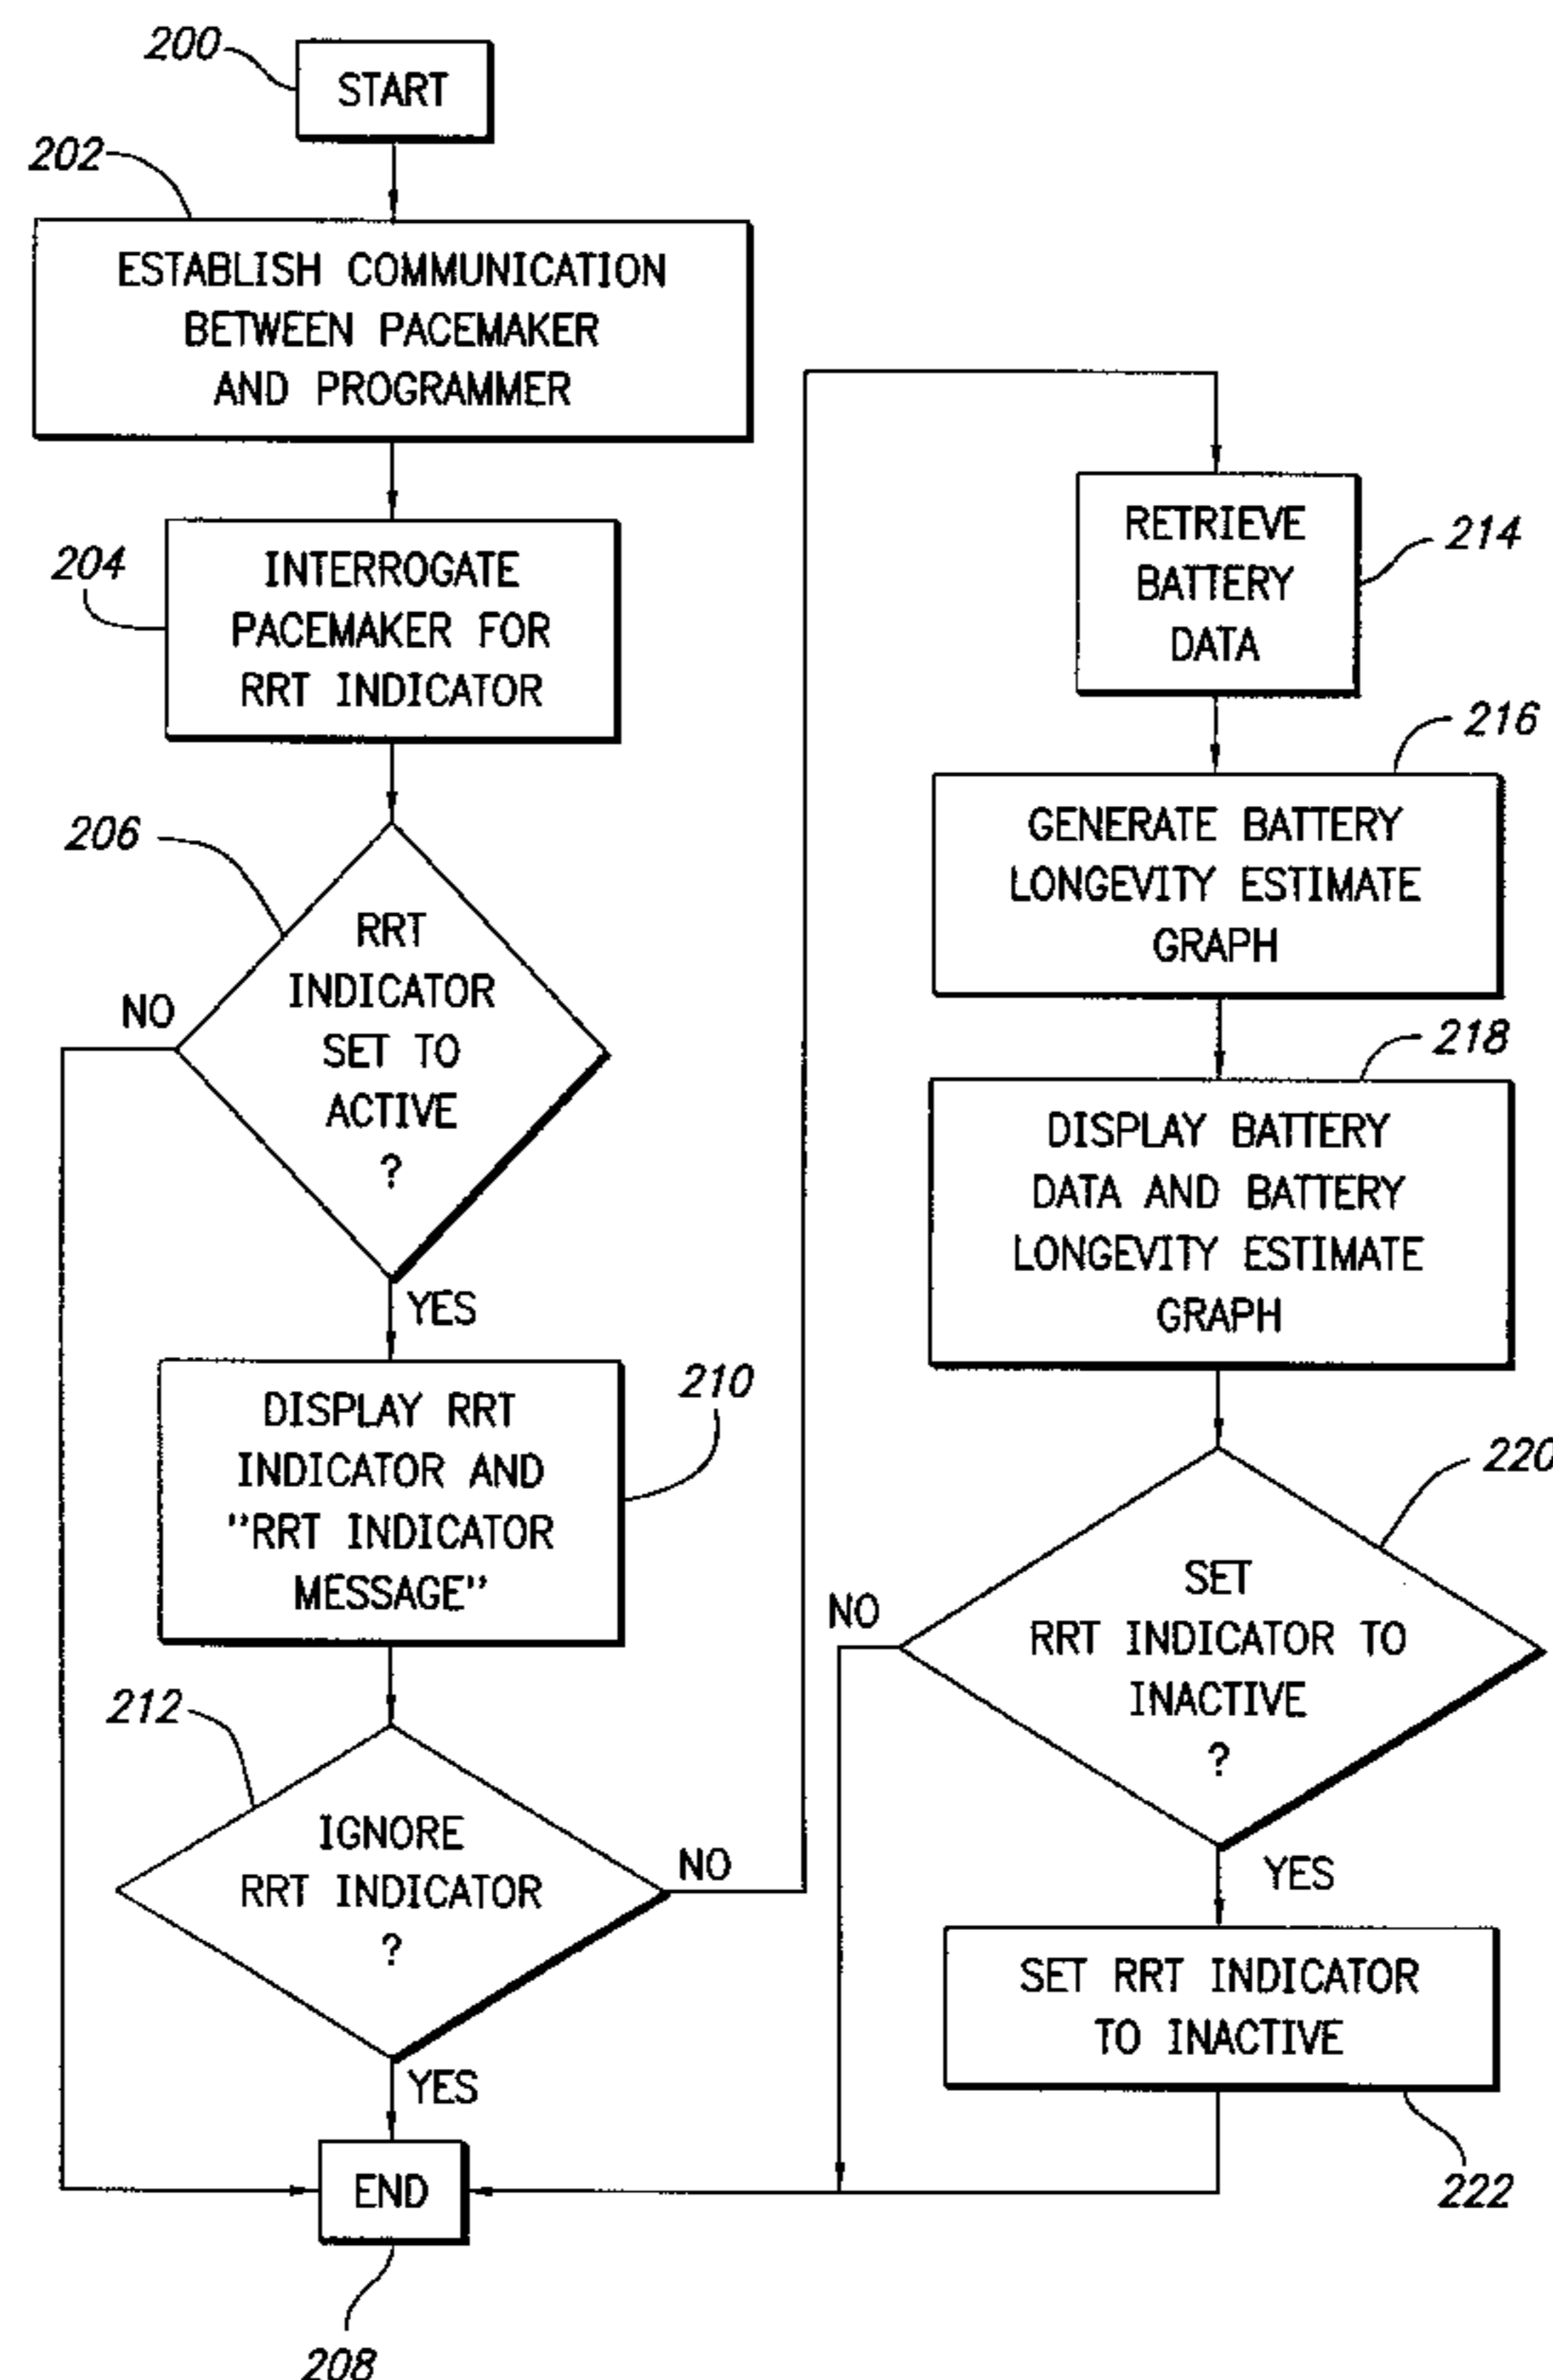 200
START
202
ESTABLISH COMMUNICATION
BETWEEN PACEMAKER
AND PROGRAMMER
204
INTERROGATE
PACEMAKER FOR
RRT INDICATOR
206
RRT
INDICATOR
SET TO
ACTIVE
?
NO
YES
DISPLAY RRT
INDICATOR AND
"RRT INDICATOR
MESSAGE"
210
212
IGNORE
RRT INDICATOR
?
NO
YES
END
208
RETRIEVE
BATTERY
DATA
214
216
GENERATE BATTERY
LONGEVITY ESTIMATE
GRAPH
218
DISPLAY BATTERY
DATA AND BATTERY
LONGEVITY ESTIMATE
GRAPH
220
SET
RRT INDICATOR TO
INACTIVE
?
NO
YES
SET RRT INDICATOR
TO INACTIVE
222